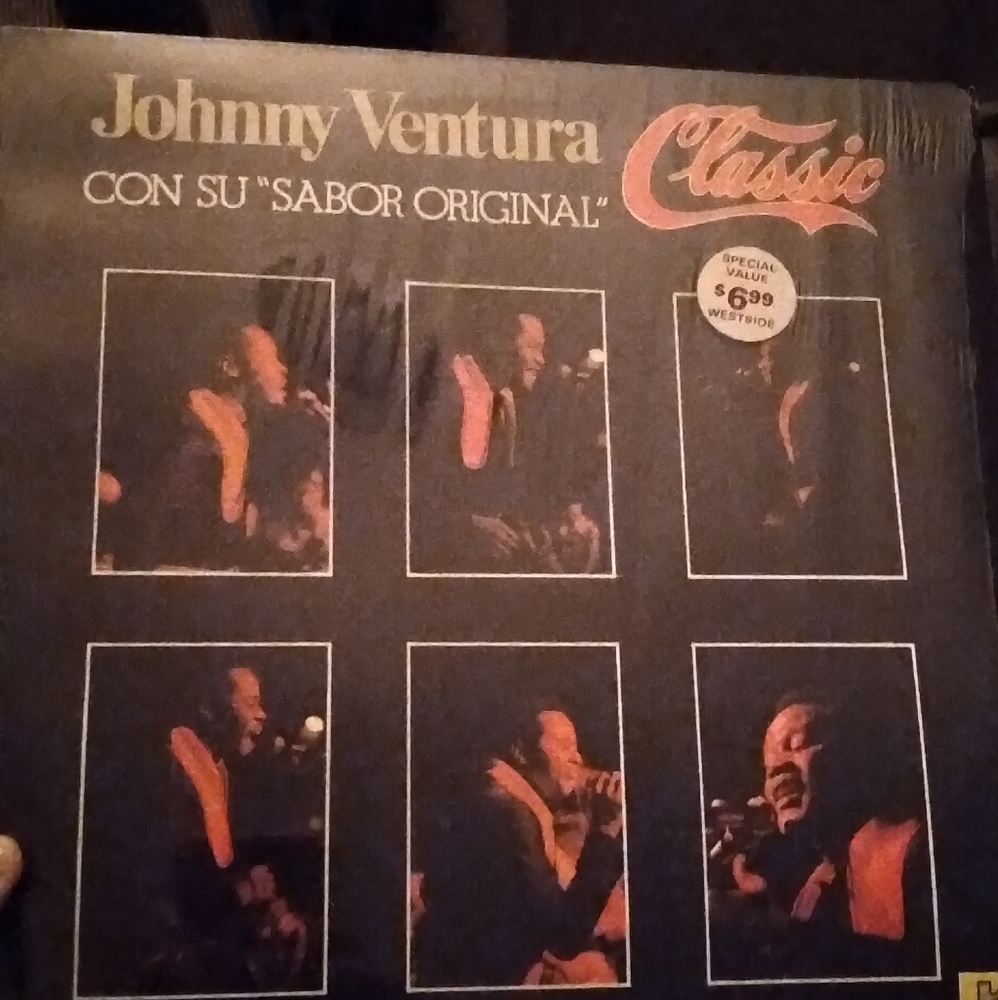 Johnny Ventura
Classic
CON SU "SABOR ORIGINAL"
SPECIAL
VALUE
$6.99
WESTSIDE